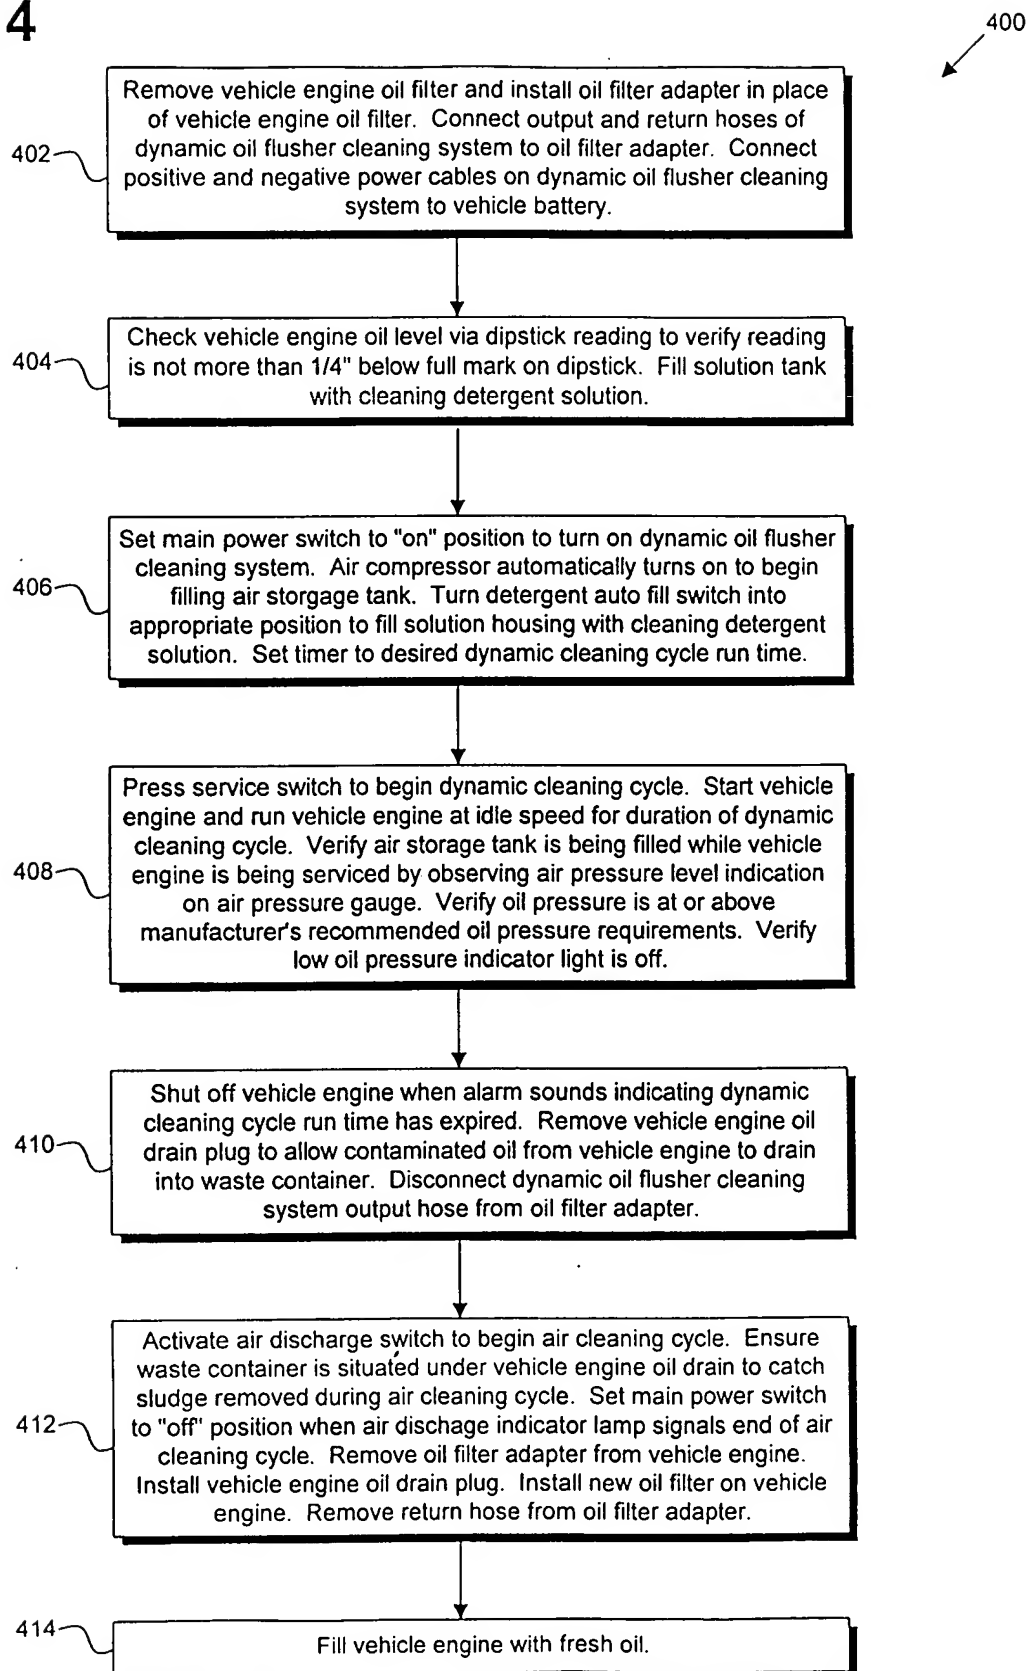 4
400
402
Remove vehicle engine oil filter and install oil filter adapter in place
of vehicle engine oil filter. Connect output and return hoses of
dynamic oil flusher cleaning system to oil filter adapter. Connect
positive and negative power cables on dynamic oil flusher cleaning
system to vehicle battery.
404
Check vehicle engine oil level via dipstick reading to verify reading
is not more than 1/4" below full mark on dipstick. Fill solution tank
with cleaning detergent solution.
406
Set main power switch to "on" position to turn on dynamic oil flusher
cleaning system. Air compressor automatically turns on to begin
filling air storgage tank. Turn detergent auto fill switch into
appropriate position to fill solution housing with cleaning detergent
solution. Set timer to desired dynamic cleaning cycle run time.
408
Press service switch to begin dynamic cleaning cycle. Start vehicle
engine and run vehicle engine at idle speed for duration of dynamic
cleaning cycle. Verify air storage tank is being filled while vehicle
engine is being serviced by observing air pressure level indication
on air pressure gauge. Verify oil pressure is at or above
manufacturer's recommended oil pressure requirements. Verify
low oil pressure indicator light is off.
410
Shut off vehicle engine when alarm sounds indicating dynamic
cleaning cycle run time has expired. Remove vehicle engine oil
drain plug to allow contaminated oil from vehicle engine to drain
into waste container. Disconnect dynamic oil flusher cleaning
system output hose from oil filter adapter.
412
Activate air discharge switch to begin air cleaning cycle. Ensure
waste container is situated under vehicle engine oil drain to catch
sludge removed during air cleaning cycle. Set main power switch
to "off" position when air dischage indicator lamp signals end of air
cleaning cycle. Remove oil filter adapter from vehicle engine.
Install vehicle engine oil drain plug. Install new oil filter on vehicle
engine. Remove return hose from oil filter adapter.
414
Fill vehicle engine with fresh oil.